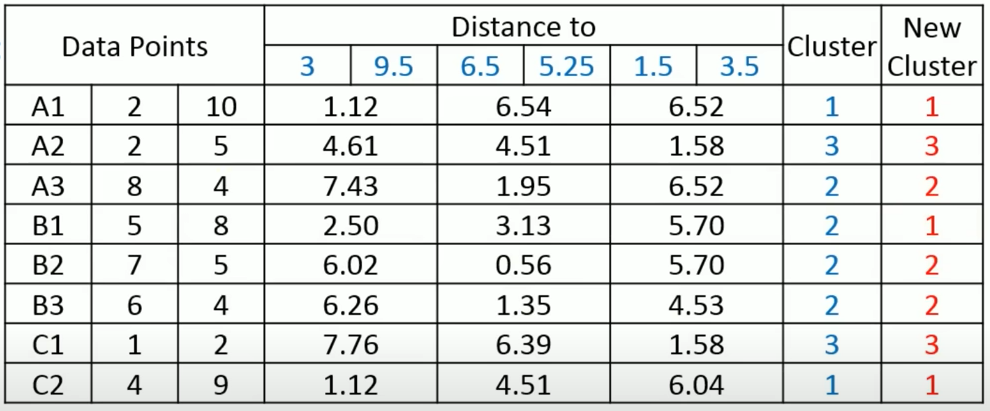 Data Points Distance to Cluster New Cluster
3 9.5 6.5 5.25 1.5 3.5
A1 2 10 1.12 6.54 6.52 1 1
A2 2 5 4.61 4.51 1.58 3 3
A3 8 4 7.43 1.95 6.52 2 2
B1 5 8 2.50 3.13 5.70 2 1
B2 7 5 6.02 0.56 5.70 2 2
B3 6 4 6.26 1.35 4.53 2 2
C1 1 2 7.76 6.39 1.58 3 3
C2 4 9 1.12 4.51 6.04 1 1